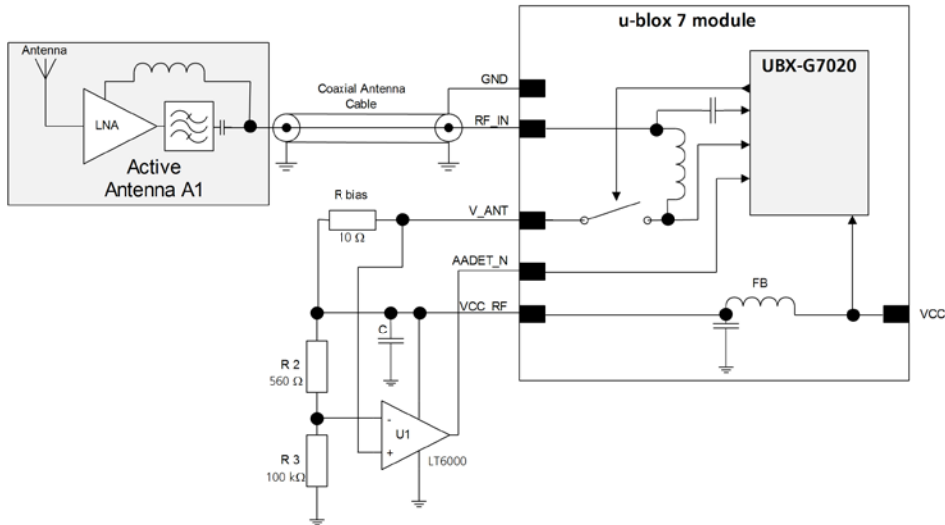 u-blox 7 module
Antenna
UBX-G7020
GND
Coaxial Antenna
Cable
RF_IN
LNA
Active
Antenna A1
R bias
V_ANT
10 Ω
AADET_N
FB
VCC_RF
VCC
C
R 2
560 Ω
-
U1
+
R 3
100 kΩ
LT6000